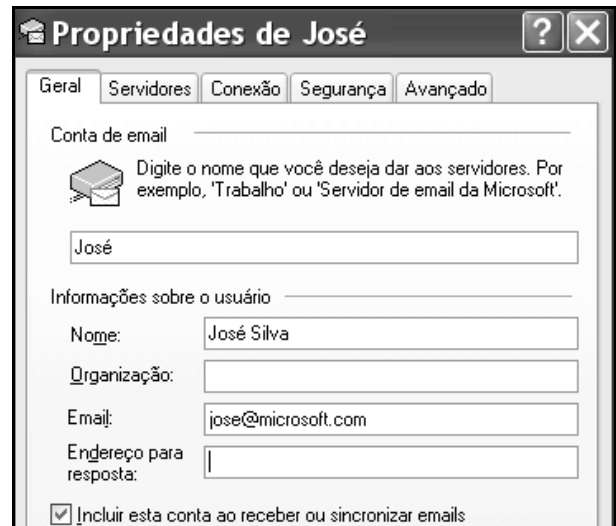 Propriedades de José
Geral Servidores Conexão Segurança Avançado
Conta de email
Digite o nome que você deseja dar aos servidores. Por
exemplo, 'Trabalho' ou 'Servidor de email da Microsoft'.
José
Informações sobre o usuário
Nome: José Silva
Organização:
Email: jose@microsoft.com
Endereço para
resposta:
Incluir esta conta ao receber ou sincronizar emails